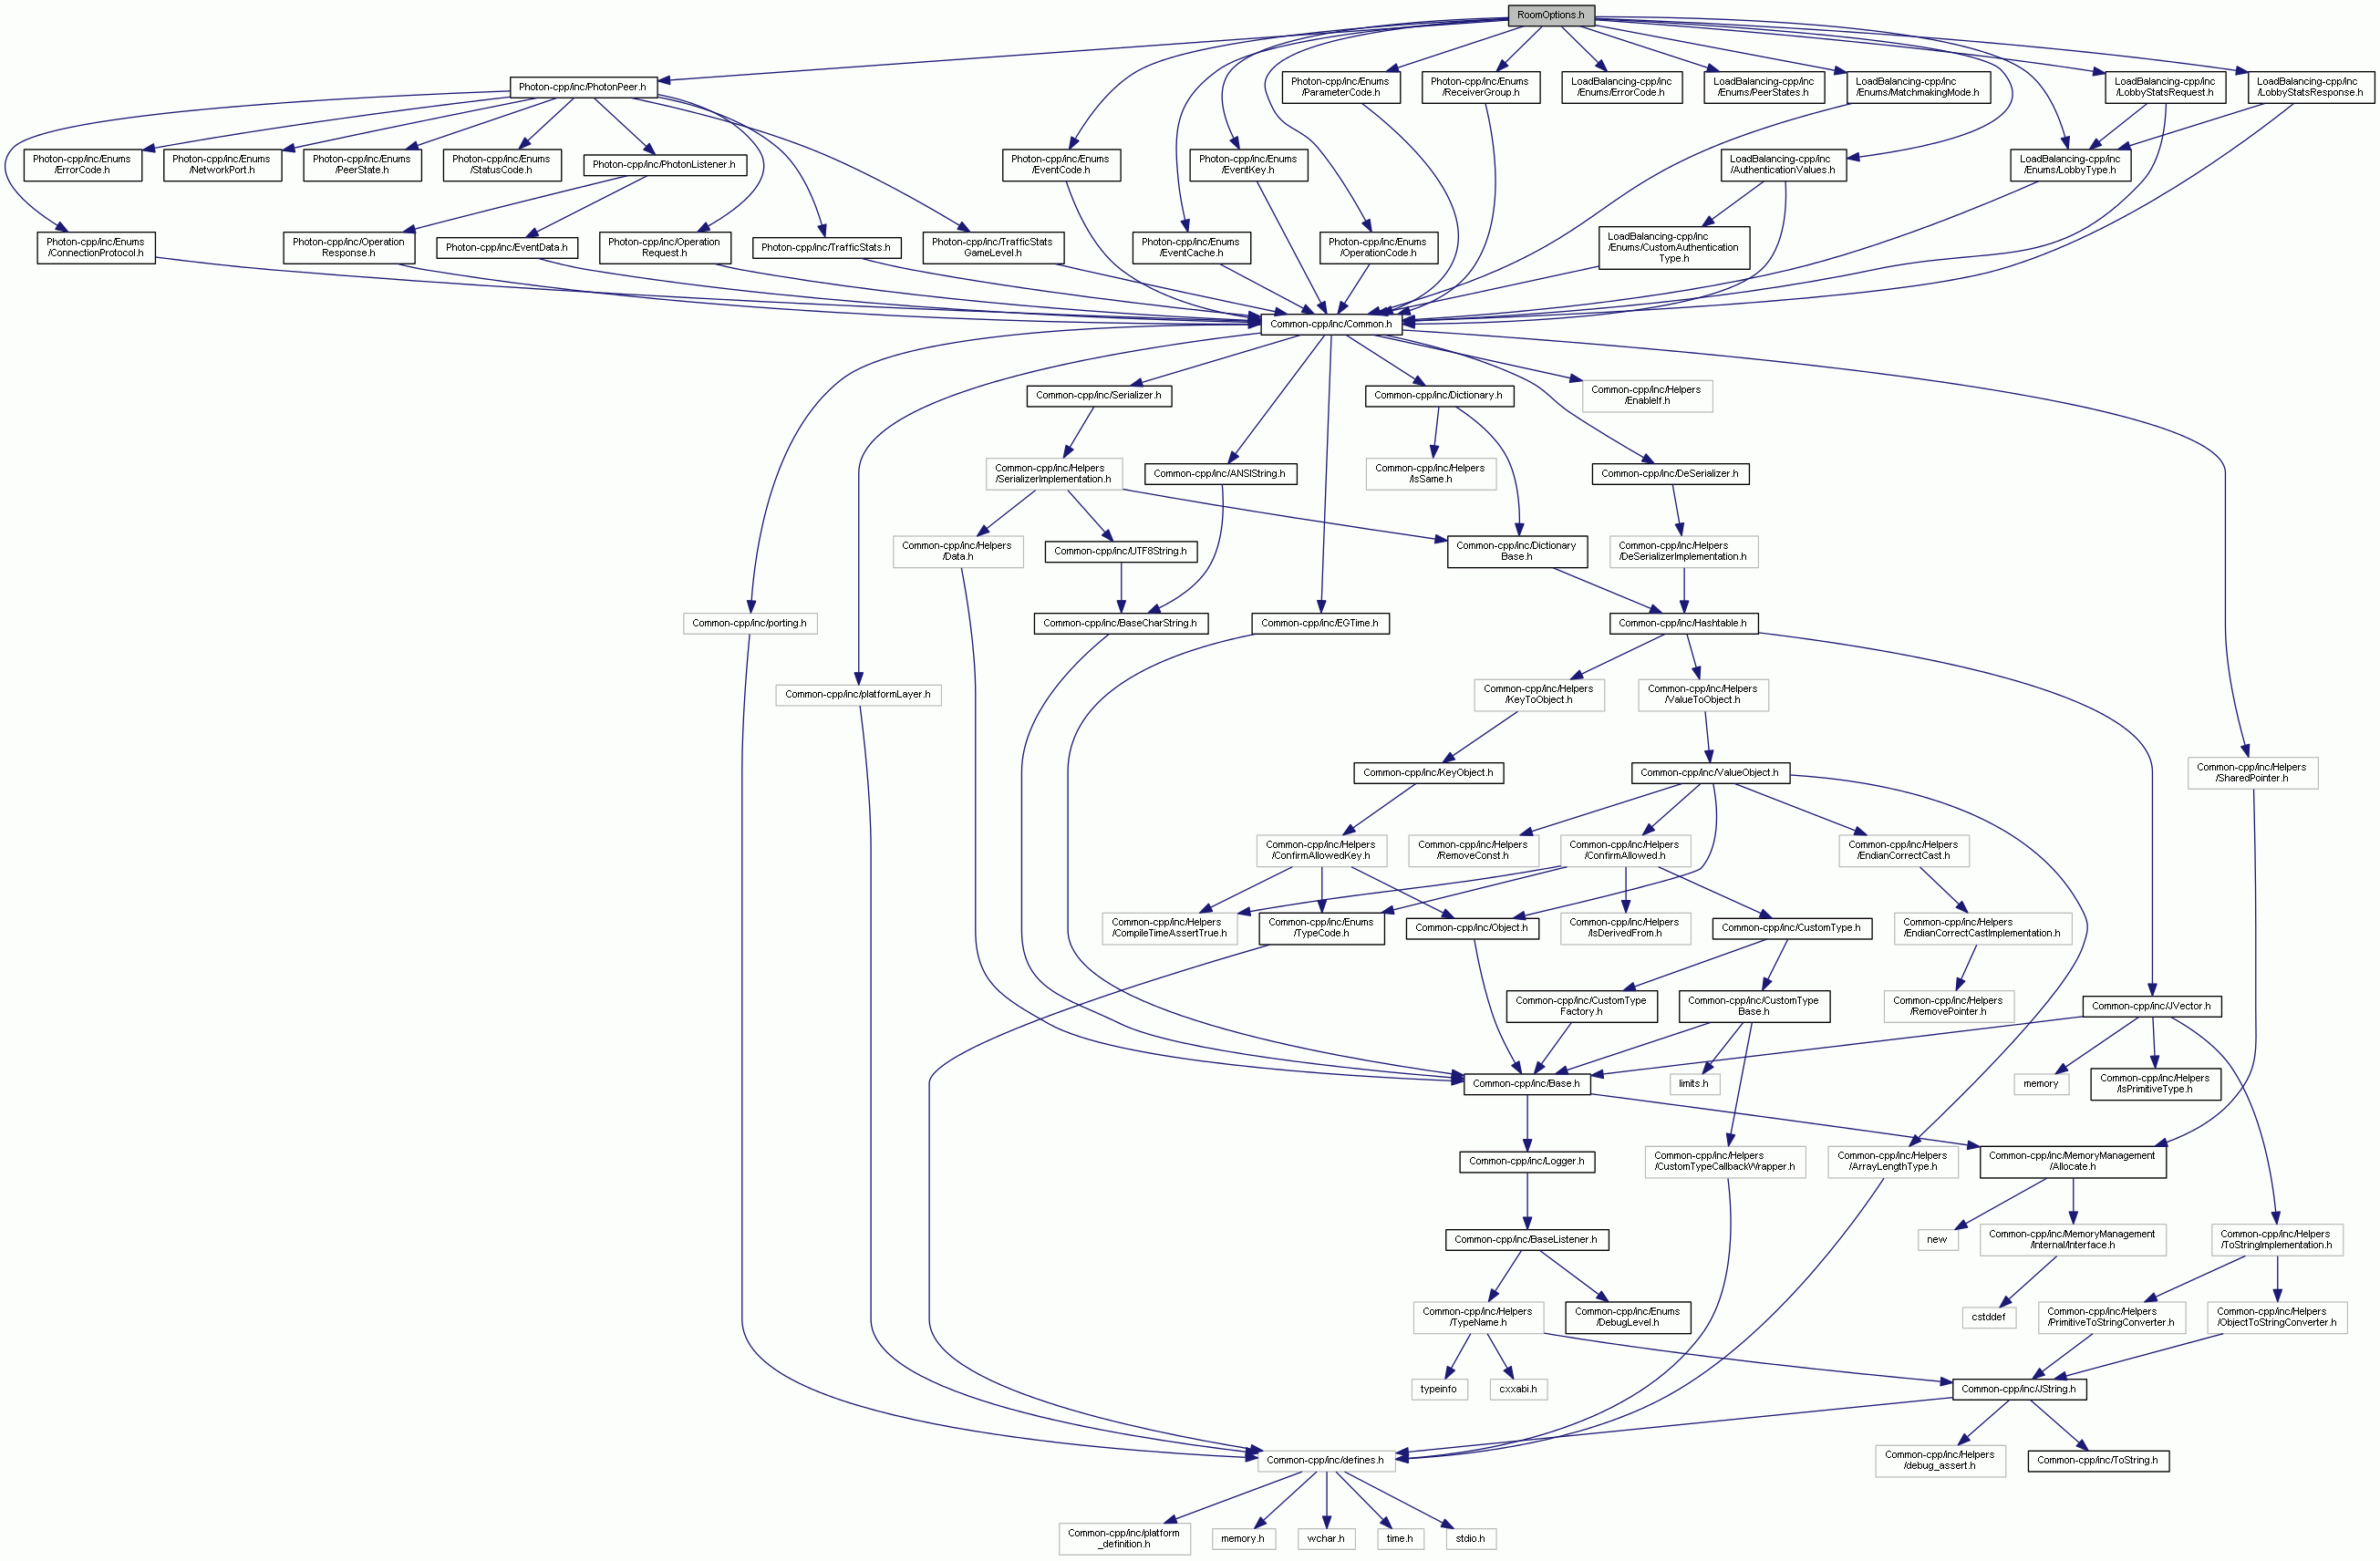 RoomOptions.h
Photon-cpp/inc/PhotonPeer.h
Photon-cpp/inc/Enums
/ParameterCode.h
Photon-cpp/inc/Enums
/ReceiverGroup.h
LoadBalancing-cpp/inc
/Enums/ErrorCode.h
LoadBalancing-cpp/inc
/Enums/PeerStates.h
LoadBalancing-cpp/inc
/Enums/MatchmakingMode.h
LoadBalancing-cpp/inc
/LobbyStatsRequest.h
LoadBalancing-cpp/inc
/LobbyStatsResponse.h
Photon-cpp/inc/Enums
/ErrorCode.h
Photon-cpp/inc/Enums
/NetworkPort.h
Photon-cpp/inc/Enums
/PeerState.h
Photon-cpp/inc/Enums
/StatusCode.h
Photon-cpp/inc/PhotonListener.h
Photon-cpp/inc/Enums
/EventCode.h
Photon-cpp/inc/Enums
/EventKey.h
LoadBalancing-cpp/inc
/AuthenticationValues.h
LoadBalancing-cpp/inc
/Enums/LobbyType.h
Photon-cpp/inc/Enums
/ConnectionProtocol.h
Photon-cpp/inc/Operation
Response.h
Photon-cpp/inc/EventData.h
Photon-cpp/inc/Operation
Request.h
Photon-cpp/inc/TrafficStats.h
Photon-cpp/inc/TrafficStats
GameLevel.h
Photon-cpp/inc/Enums
/EventCache.h
Photon-cpp/inc/Enums
/OperationCode.h
LoadBalancing-cpp/inc
/Enums/CustomAuthentication
Type.h
Common-cpp/inc/Common.h
Common-cpp/inc/Serializer.h
Common-cpp/inc/Dictionary.h
Common-cpp/inc/Helpers
/EnableIf.h
Common-cpp/inc/Helpers
/SerializerImplementation.h
Common-cpp/inc/ANSIString.h
Common-cpp/inc/Helpers
/IsSame.h
Common-cpp/inc/DeSerializer.h
Common-cpp/inc/Helpers
/Data.h
Common-cpp/inc/UTF8String.h
Common-cpp/inc/Dictionary
Base.h
Common-cpp/inc/Helpers
/DeSerializerImplementation.h
Common-cpp/inc/porting.h
Common-cpp/inc/BaseCharString.h
Common-cpp/inc/EGTime.h
Common-cpp/inc/Hashtable.h
Common-cpp/inc/platformLayer.h
Common-cpp/inc/Helpers
/KeyToObject.h
Common-cpp/inc/Helpers
/ValueToObject.h
Common-cpp/inc/KeyObject.h
Common-cpp/inc/ValueObject.h
Common-cpp/inc/Helpers
/SharedPointer.h
Common-cpp/inc/Helpers
/ConfirmAllowedKey.h
Common-cpp/inc/Helpers
/RemoveConst.h
Common-cpp/inc/Helpers
/ConfirmAllowed.h
Common-cpp/inc/Helpers
/EndianCorrectCast.h
Common-cpp/inc/Helpers
/CompileTimeAssertTrue.h
Common-cpp/inc/Enums
/TypeCode.h
Common-cpp/inc/Object.h
Common-cpp/inc/Helpers
/IsDerivedFrom.h
Common-cpp/inc/CustomType.h
Common-cpp/inc/Helpers
/EndianCorrectCastImplementation.h
Common-cpp/inc/CustomType
Factory.h
Common-cpp/inc/CustomType
Base.h
Common-cpp/inc/Helpers
/RemovePointer.h
Common-cpp/inc/JVector.h
Common-cpp/inc/Base.h
limits.h
memory
Common-cpp/inc/Helpers
/IsPrimitiveType.h
Common-cpp/inc/Logger.h
Common-cpp/inc/Helpers
/CustomTypeCallbackWrapper.h
Common-cpp/inc/Helpers
/ArrayLengthType.h
Common-cpp/inc/MemoryManagement
/Allocate.h
Common-cpp/inc/BaseListener.h
new
Common-cpp/inc/MemoryManagement
/Internal/Interface.h
Common-cpp/inc/Helpers
/ToStringImplementation.h
Common-cpp/inc/Helpers
/TypeName.h
Common-cpp/inc/Enums
/DebugLevel.h
cstddef
Common-cpp/inc/Helpers
/PrimitiveToStringConverter.h
Common-cpp/inc/Helpers
/ObjectToStringConverter.h
typeinfo
cxxabi.h
Common-cpp/inc/JString.h
Common-cpp/inc/defines.h
Common-cpp/inc/Helpers
/debug_assert.h
Common-cpp/inc/ToString.h
Common-cpp/inc/platform
_definition.h
memory.h
wchar.h
time.h
stdio.h